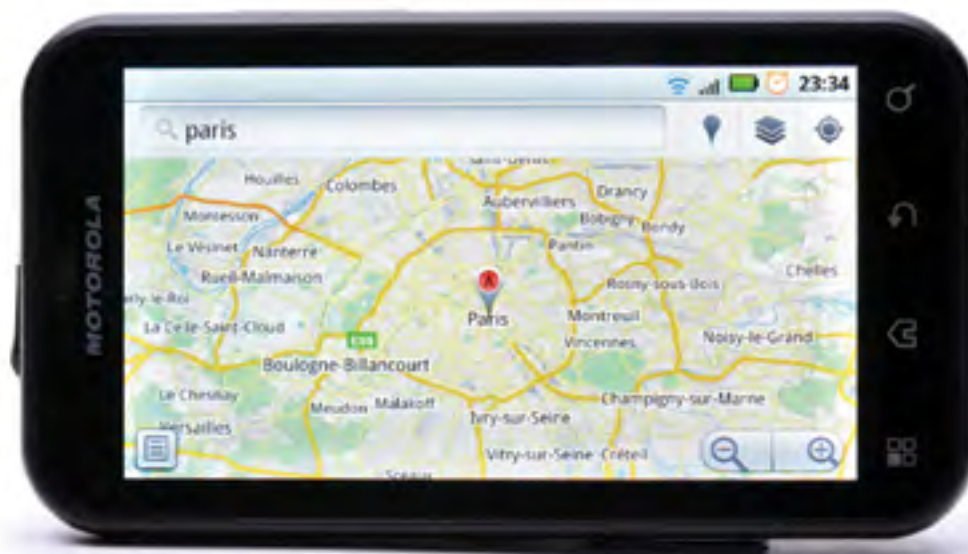 MOTOROLA
23:34
paris
Houilles
Colombes
Drancy
Aubervilliers
Montesson
Bobigny
Bondy
Le Vésinet
Nanterre
Pantin
Rueil-Malmaison
Chelles
Rosny-sous-Bois
A
Paris
Montreuil
La Celle-Saint-Cloud
Noisy-le-Grand
Vincennes
Boulogne-Billancourt
Le Chesnay
Meudon
Malakoff
Champigny-sur-Marne
Ivry-sur-Seine
Versailles
Vitry-sur-Seine
Créteil